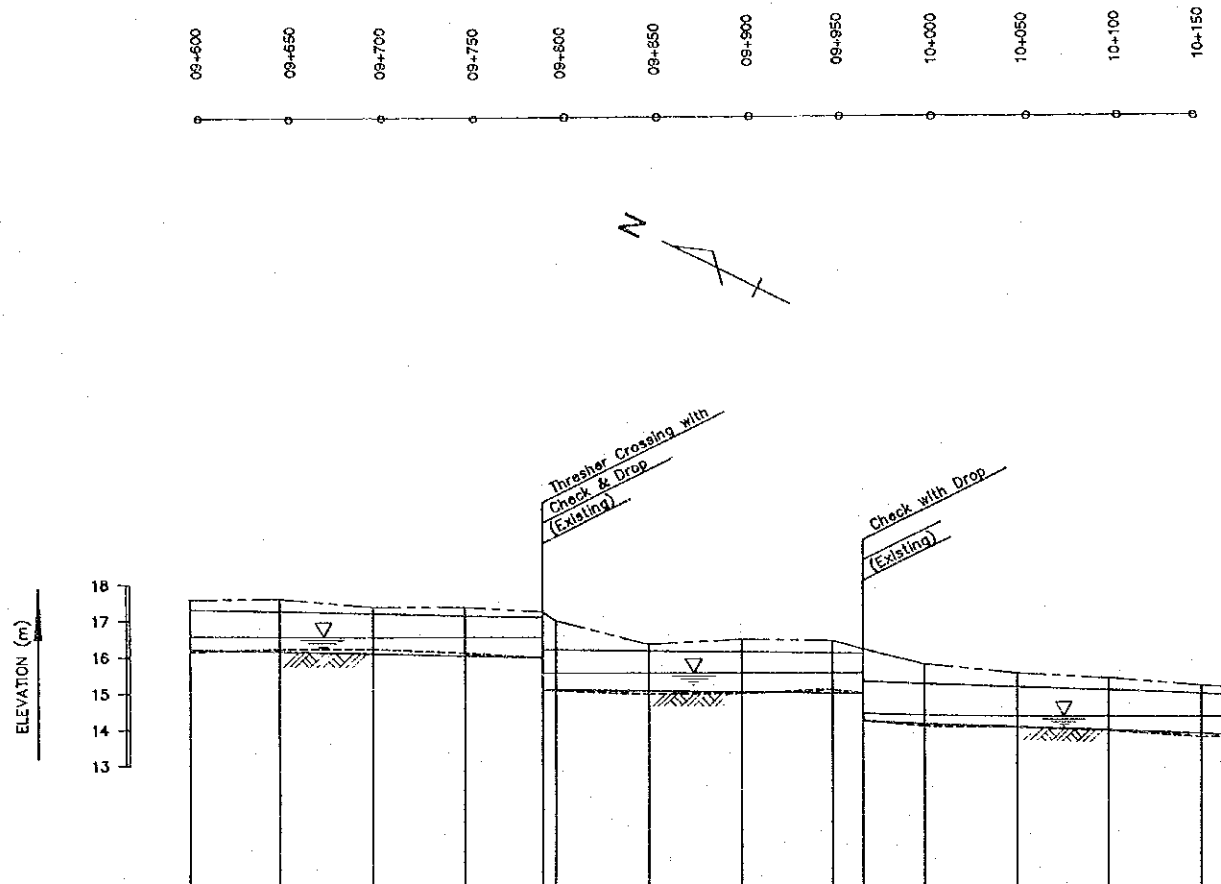 09+600
09+650
09+700
09+750
09+800
09+850
09+900
09+950
10+000
10+050
10+100
10+150
N
Thresher Crossing with
Check & Drop
(Existing)
Check with Drop
(Existing)
ELEVATION (m)
18
17
16
15
14
13